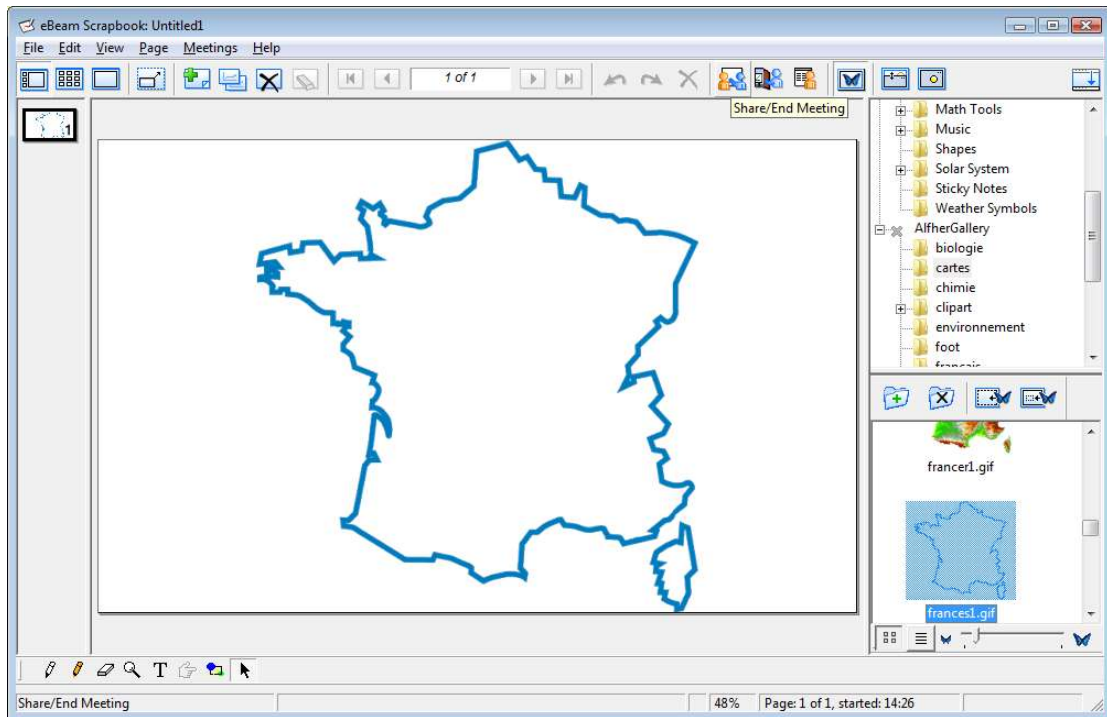 eBeam Scrapbook: Untitled1
File Edit View Page Meetings Help
1 of 1
Share/End Meeting
1
Math Tools
Music
Shapes
Solar System
Sticky Notes
Weather Symbols
AlfherGallery
biologie
cartes
chimie
clipart
environnement
foot
francais
francer1.gif
frances1.gif
T
Share/End Meeting
48%
Page: 1 of 1, started: 14:26